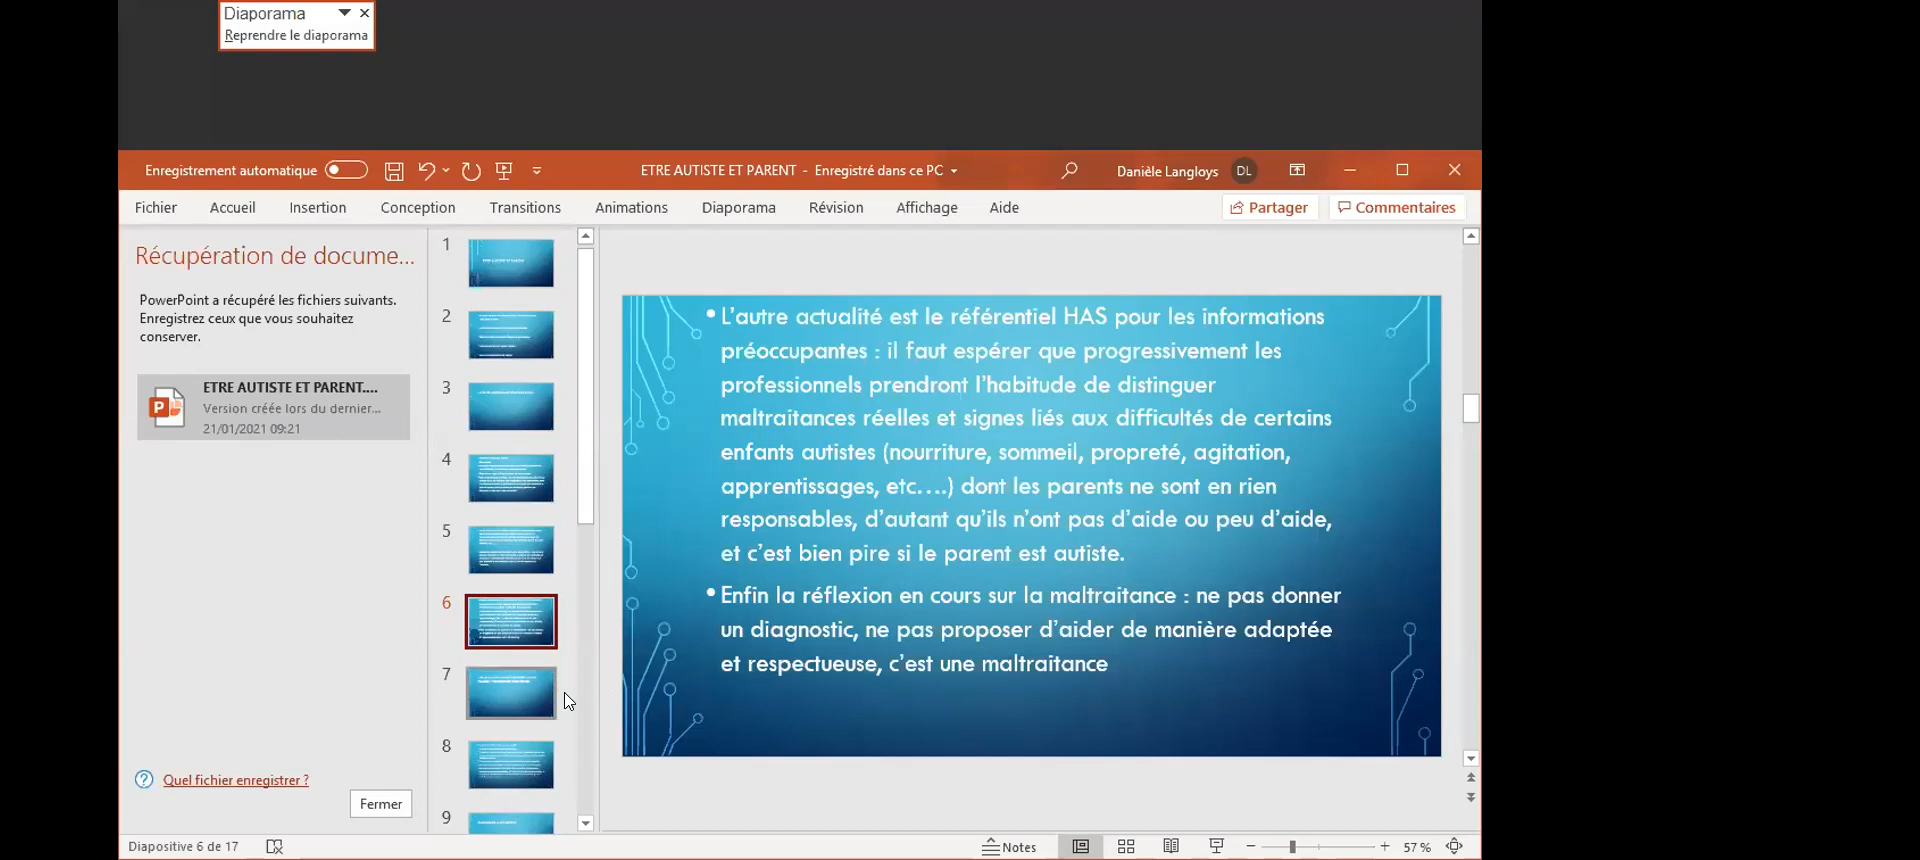 Diaporama
Reprendre le diaporama
Enregistrement automatique
ETRE AUTISTE ET PARENT - Enregistré dans ce PC
Danièle Langloys
DL
Fichier
Accueil
Insertion
Conception
Transitions
Animations
Diaporama
Révision
Affichage
Aide
Partager
Commentaires
Récupération de docume...
PowerPoint a récupéré les fichiers suivants.
Enregistrez ceux que vous souhaitez
conserver.
ETRE AUTISTE ET PARENT....
Version créée lors du dernier...
21/01/2021 09:21
Quel fichier enregistrer ?
Fermer
1
2
3
4
5
6
7
8
9
• L'autre actualité est le référentiel HAS pour les informations
préoccupantes : il faut espérer que progressivement les
professionnels prendront l'habitude de distinguer
maltraitances réelles et signes liés aux difficultés de certains
enfants autistes (nourriture, sommeil, propreté, agitation,
apprentissages, etc....) dont les parents ne sont en rien
responsables, d'autant qu'ils n'ont pas d'aide ou peu d'aide,
et c'est bien pire si le parent est autiste.
• Enfin la réflexion en cours sur la maltraitance : ne pas donner
un diagnostic, ne pas proposer d'aider de manière adaptée
et respectueuse, c'est une maltraitance
Diapositive 6 de 17
Notes
57 %